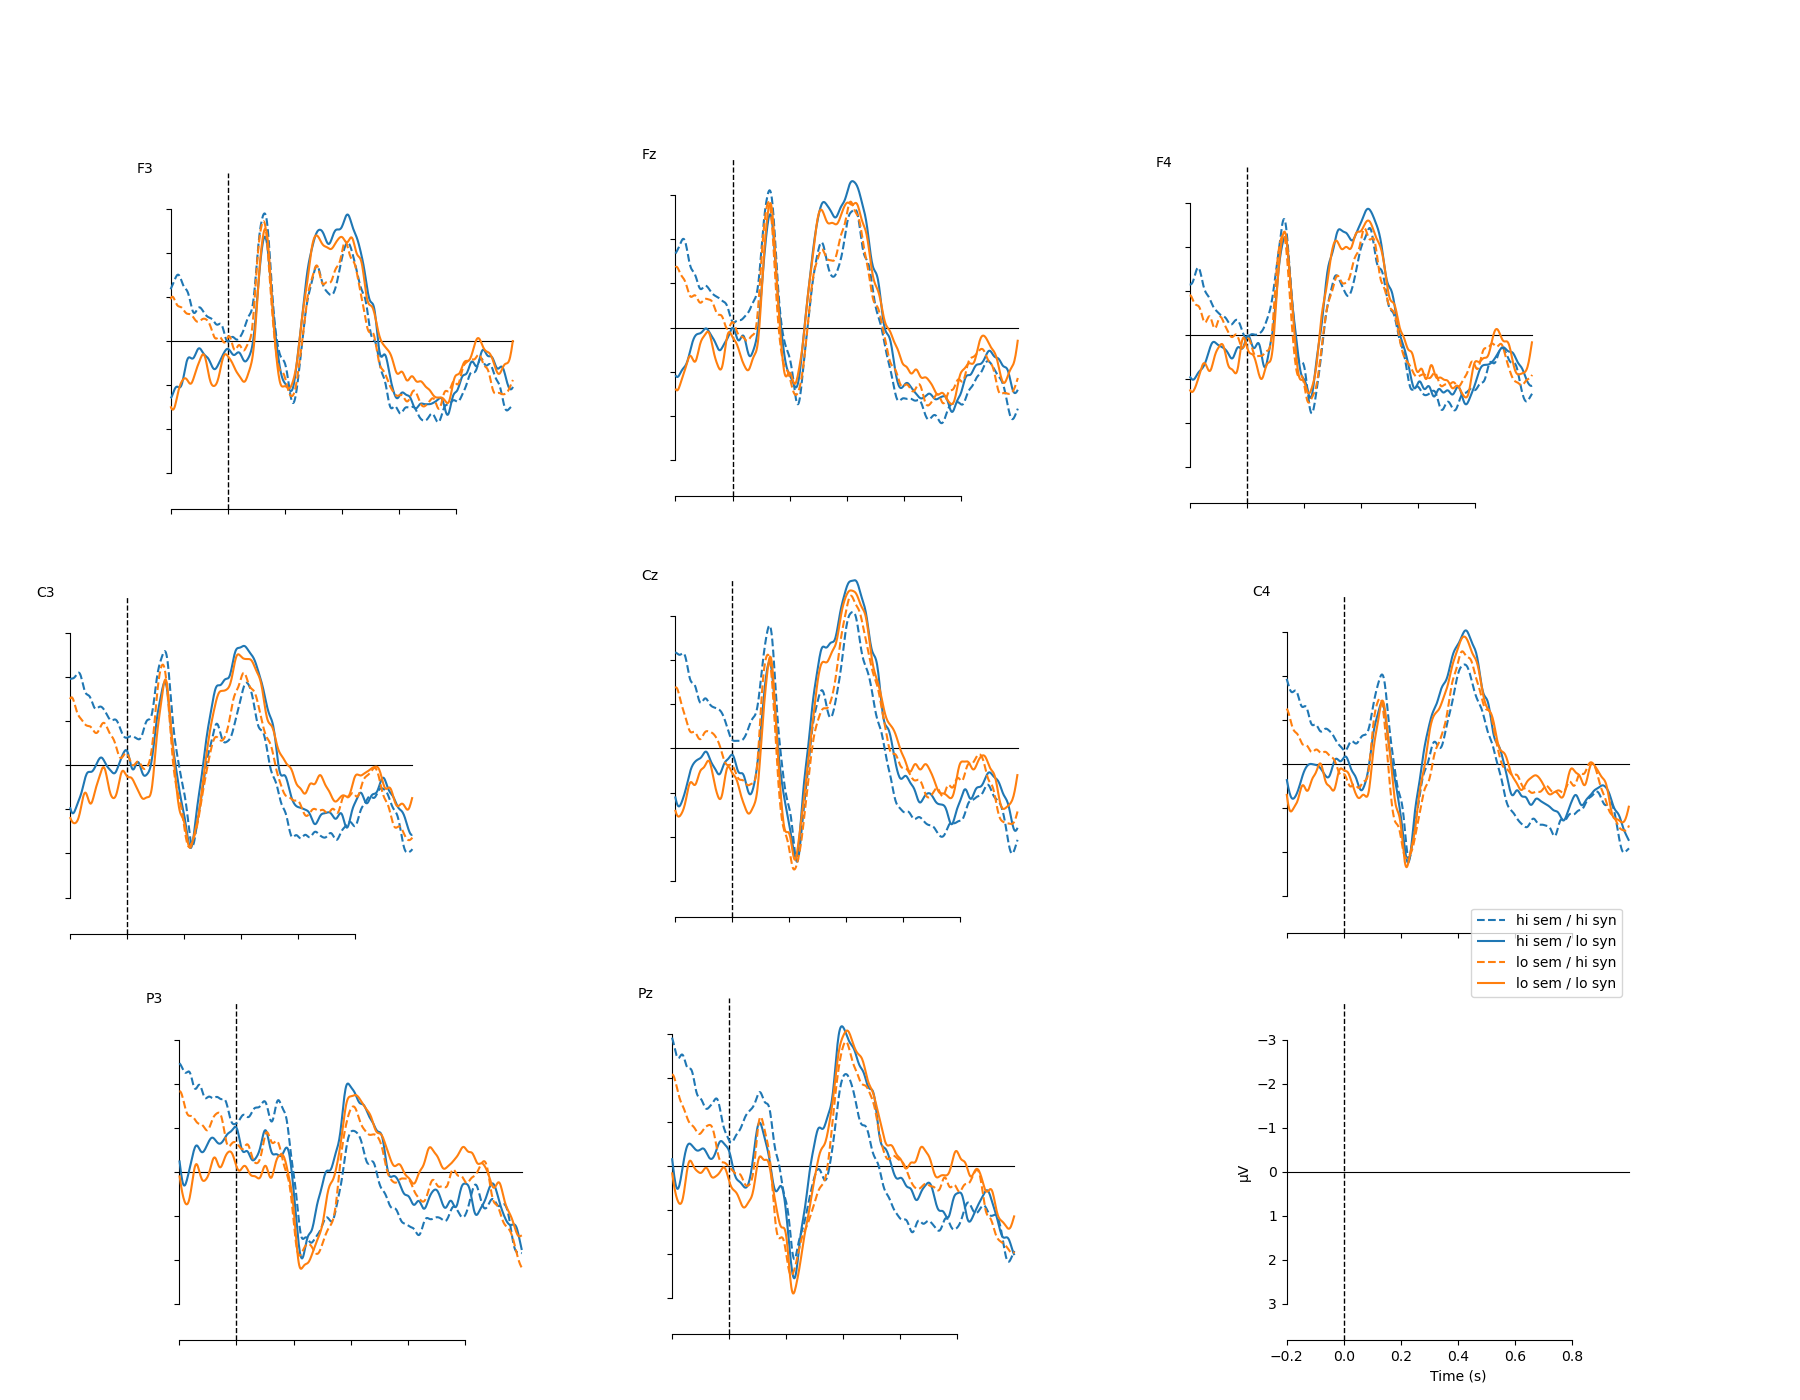 Fz
F4
F3
Cz
C4
C3
hi sem / hi syn
hi sem / lo syn
lo sem / hi syn
lo sem / lo syn
Pz
P3
−3
−2
−1
0
1
2
3
µV
−0.2 0.0 0.2 0.4 0.6 0.8
Time (s)